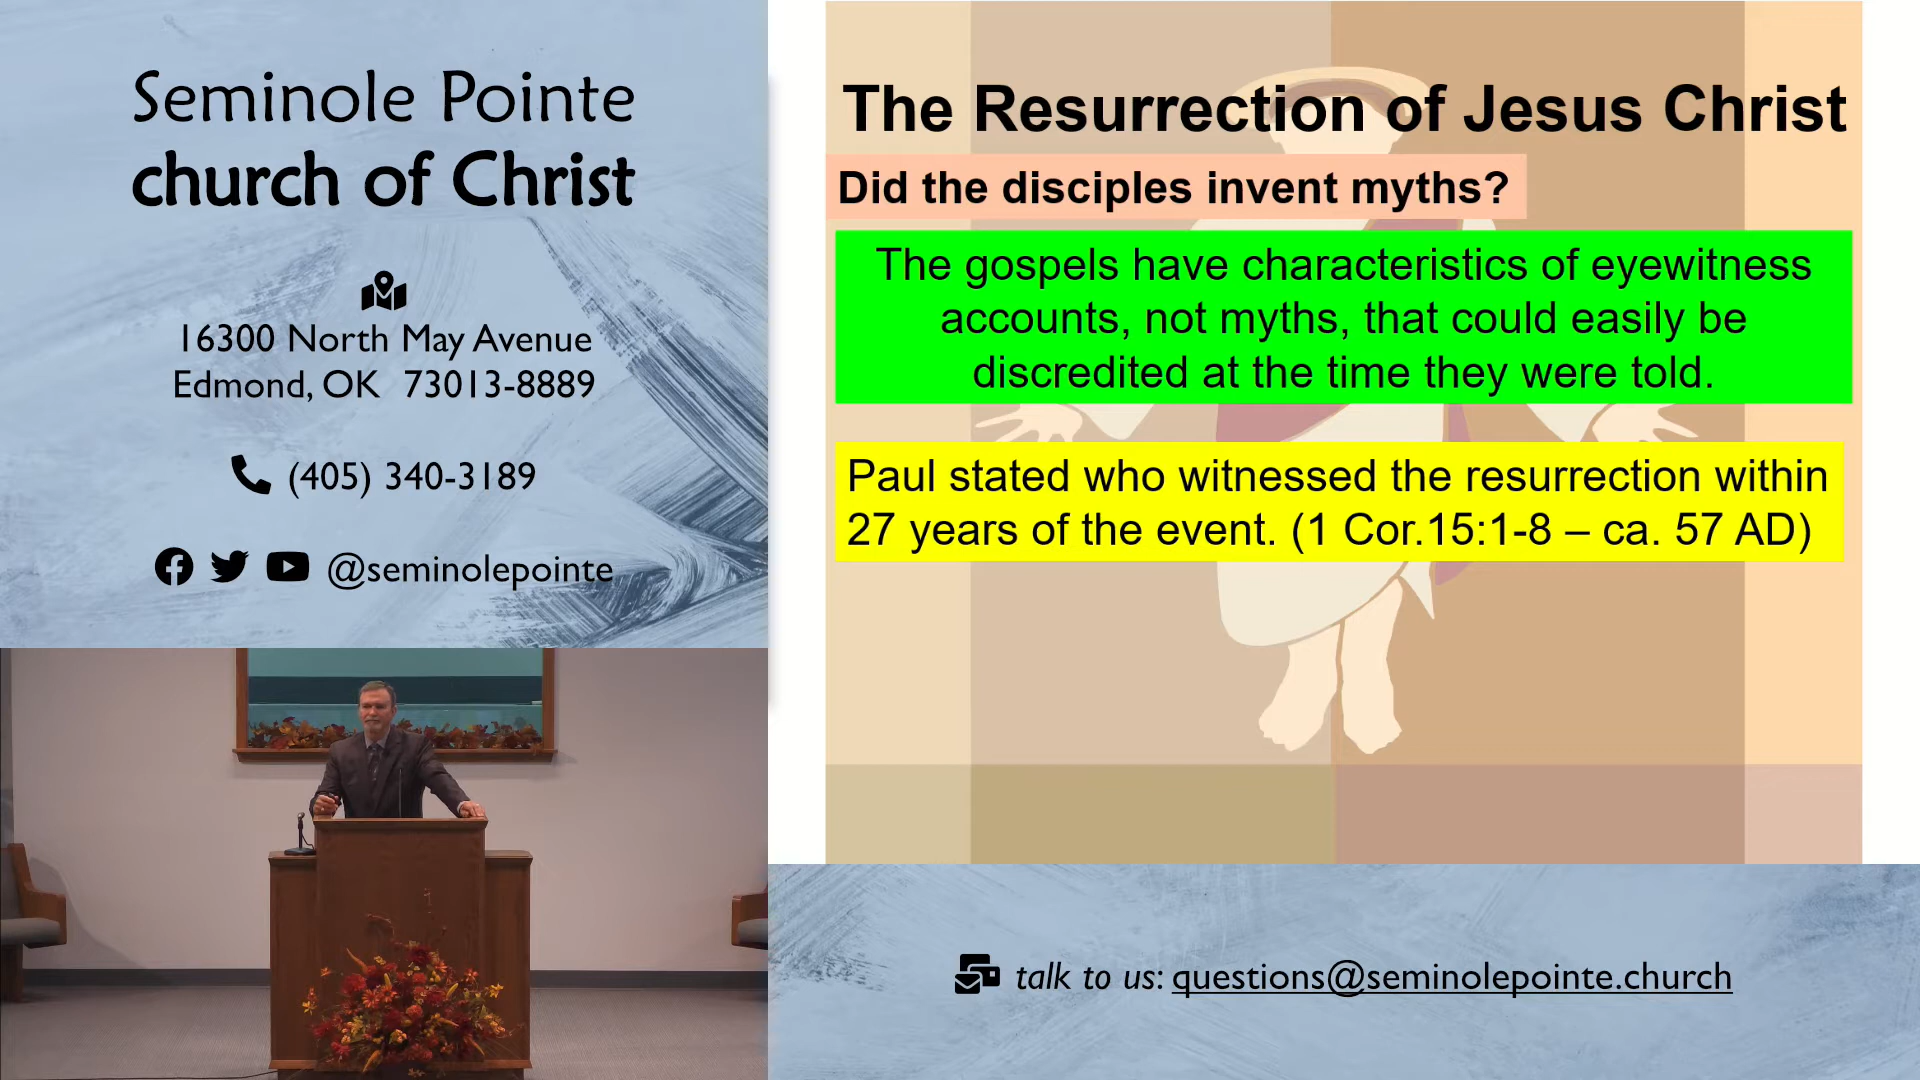 Seminole Pointe
church of Christ
16300 North May Avenue
Edmond, OK 73013-8889
(405) 340-3189
@seminolepointe
The Resurrection of Jesus Christ
Did the disciples invent myths?
The gospels have characteristics of eyewitness
accounts, not myths, that could easily be
discredited at the time they were told.
Paul stated who witnessed the resurrection within
27 years of the event. (1 Cor.15:1-8 – ca. 57 AD)
talk to us: questions@seminolepointe.church